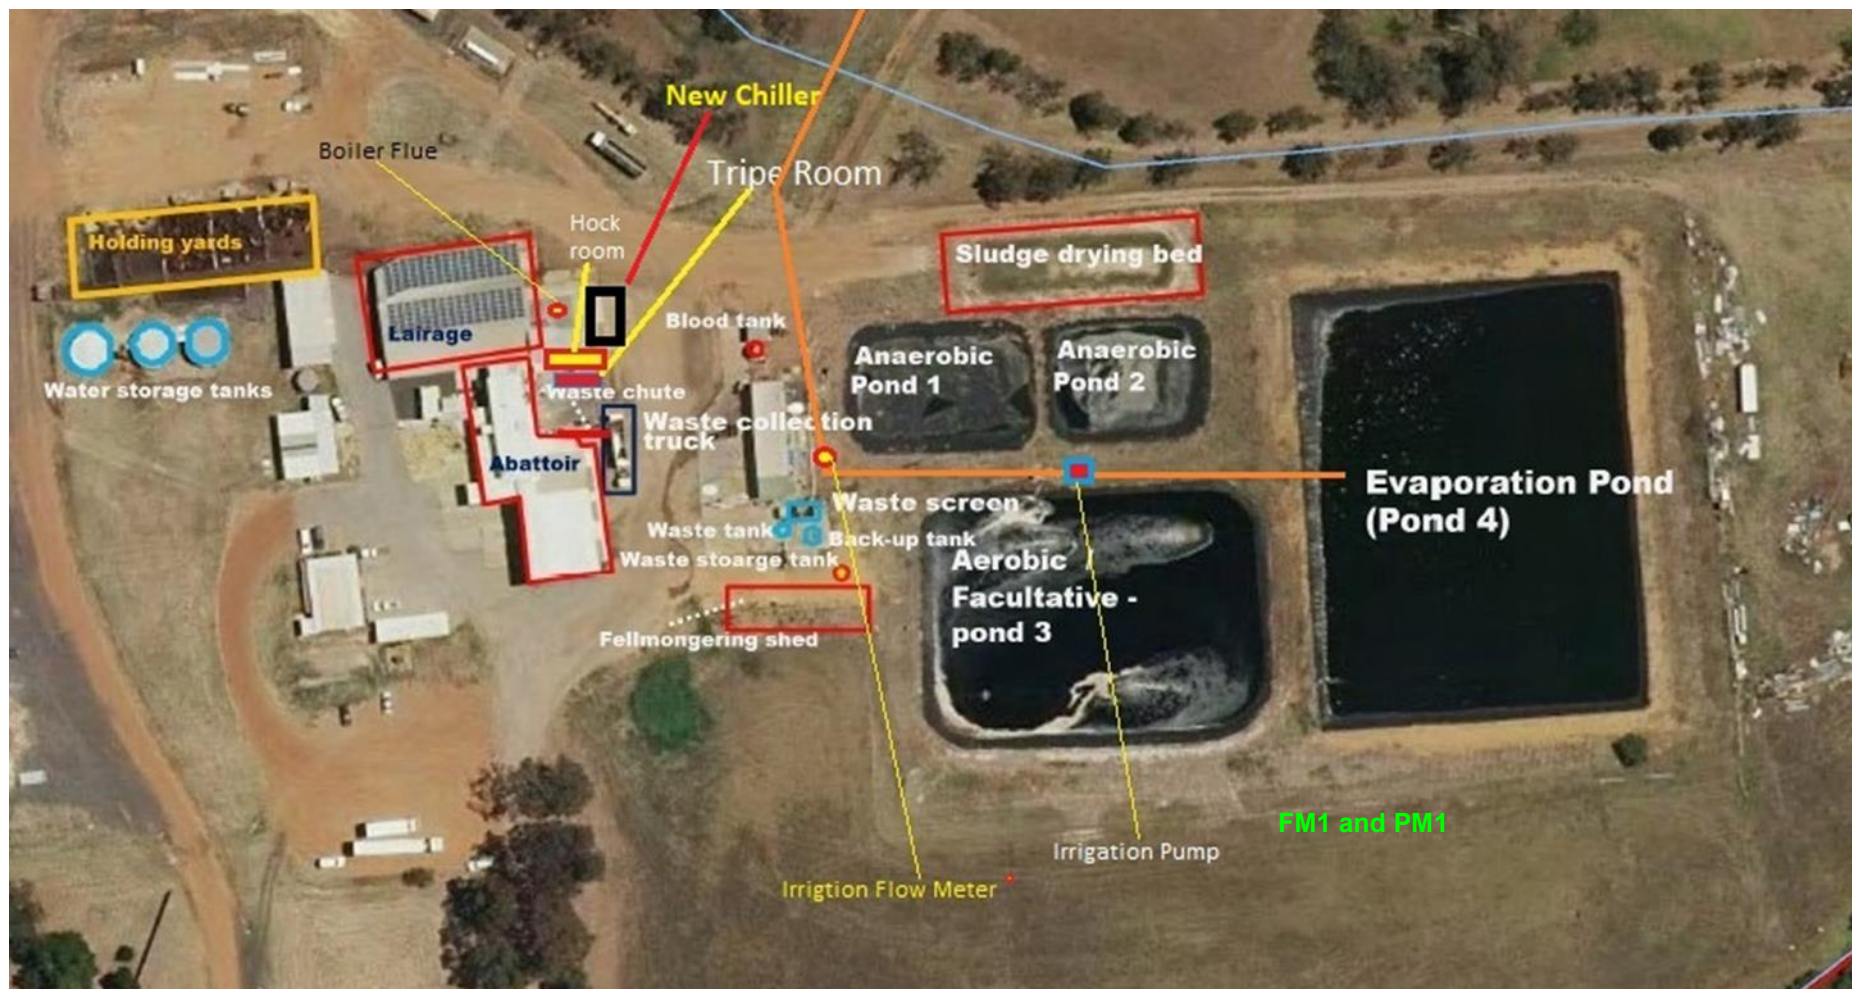 New Chiller
Boiler Flue
Tripe Room
Hock
room
Holding yards
Sludge drying bed
Lairage
Blood tank
Anaerobic
Pond 1
Anaerobic
Pond 2
Water storage tanks
Waste chute
Waste collection
truck
Abattoir
Evaporation Pond
(Pond 4)
Waste screen
Waste tank
Back-up tank
Waste stoarge tank
Aerobic
Facultative -
pond 3
Fellmongering shed
FM1 and PM1
Irrigation Pump
Irrigtion Flow Meter